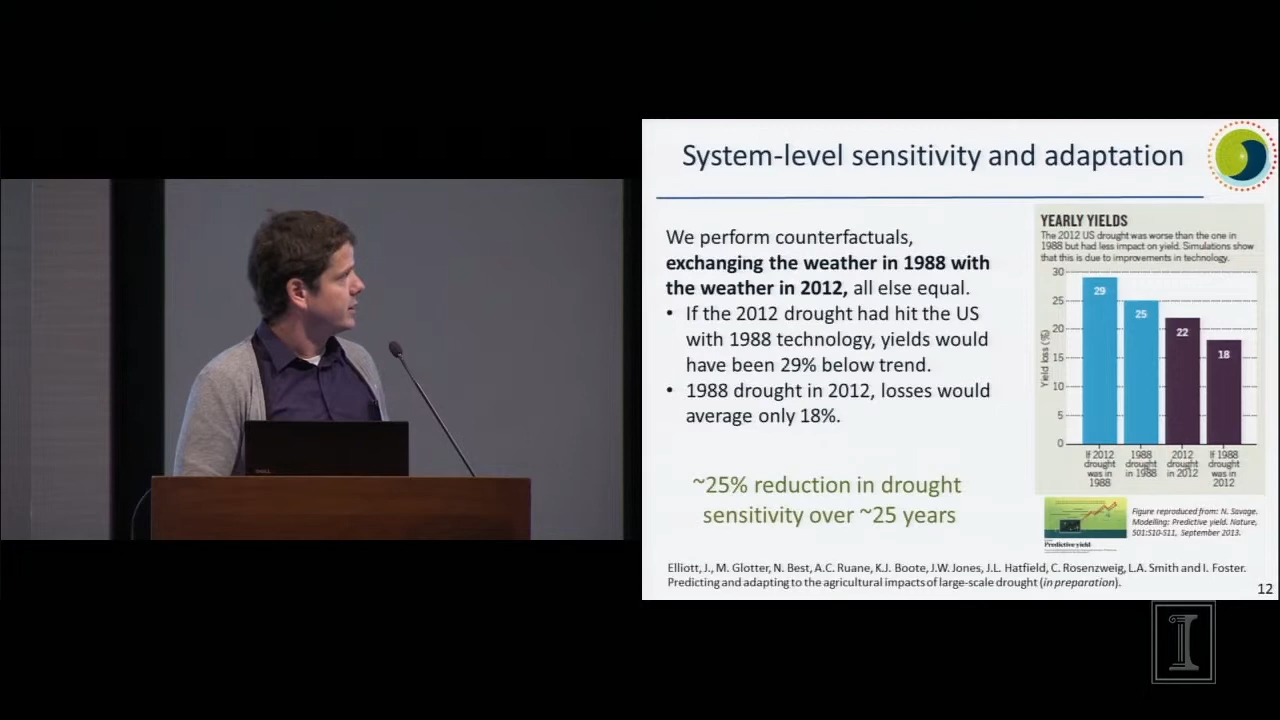 System-level sensitivity and adaptation
We perform counterfactuals,
exchanging the weather in 1988 with
the weather in 2012, all else equal.
• If the 2012 drought had hit the US
with 1988 technology, yields would
have been 29% below trend.
• 1988 drought in 2012, losses would
average only 18%.
~25% reduction in drought
sensitivity over ~25 years
YEARLY YIELDS
The 2012 US drought was worse than the one in
1988 but had less impact on yield. Simulations show
that this is due to improvements in technology.
Yield loss (%)
30
25
20
15
10
5
0
29
25
22
18
If 2012
drought
was in
1988
1988
drought
in 1988
2012
drought
in 2012
If 1988
drought
was in
2012
Predictive yield
Figure reproduced from: N. Savage.
Modelling: Predictive yield. Nature,
501:S10-S11, September 2013.
Elliott, J., M. Glotter, N. Best, A.C. Ruane, K.J. Boote, J.W. Jones, J.L. Hatfield, C. Rosenzweig, L.A. Smith and I. Foster.
Predicting and adapting to the agricultural impacts of large-scale drought (in preparation).
12
DELL
I